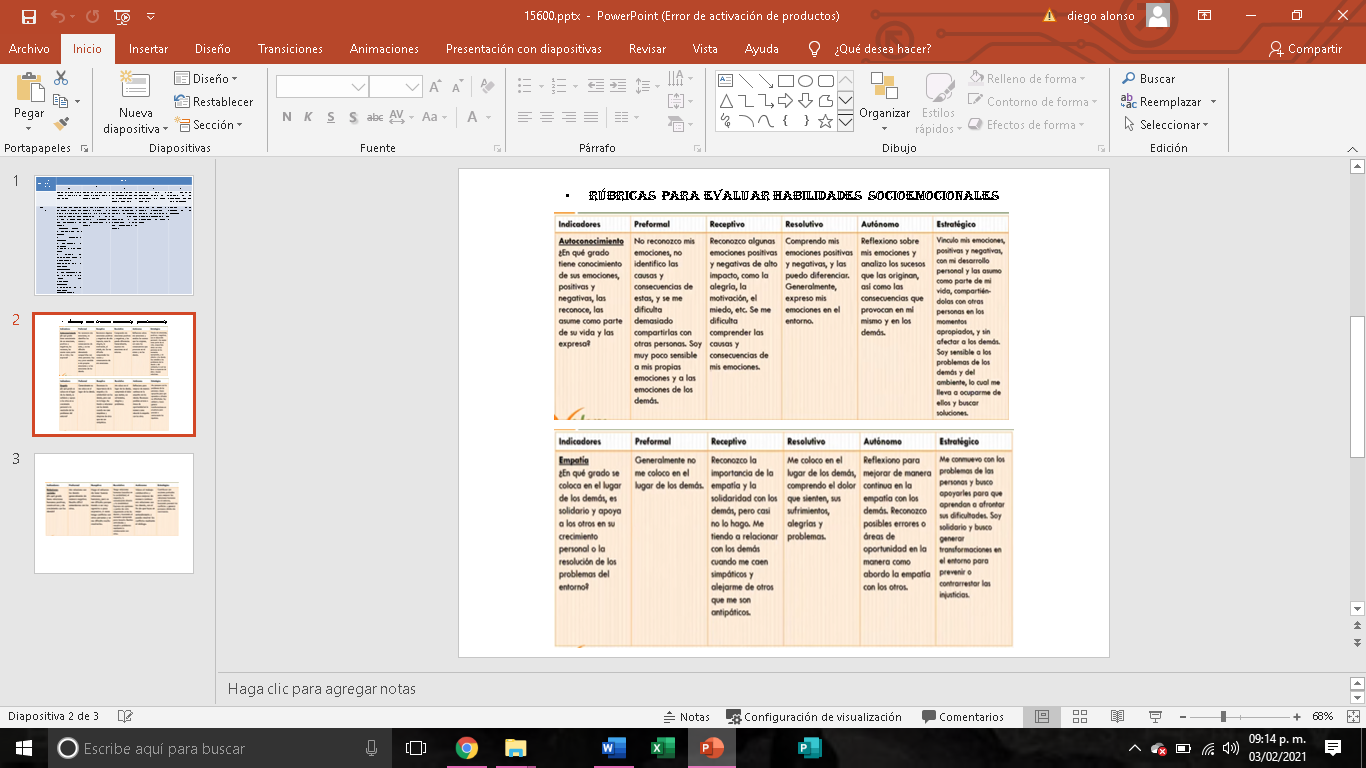 15600.pptx - PowerPoint (Error de activación de productos)
diego alonso
Archivo Inicio Insertar Diseño Transiciones Animaciones Presentación con diapositivas Revisar Vista Ayuda ¿Qué desea hacer? Compartir
Pegar
Nueva diapositiva
Diseño
Restablecer
Sección
N K S S abc AV Aa A
Organizar
Estilos rápidos
Relleno de forma
Contorno de forma
Efectos de forma
Buscar
Reemplazar
Seleccionar
Portapapeles Diapositivas Fuente Párrafo Dibujo Edición
1
2
3
• RÚBRICAS PARA EVALUAR HABILIDADES SOCIOEMOCIONALES
Indicadores Preformal Receptivo Resolutivo Autónomo Estratégico
Autoconocimiento
¿En qué grado
tiene conocimiento
de sus emociones,
positivas y
negativas, las
reconoce, las
asume como parte
de su vida y las
expresa?
No reconozco mis
emociones, no
identifico las
causas y
consecuencias de
estas, y se me
dificulta
demasiado
compartirlas con
otras personas. Soy
muy poco sensible
a mis propias
emociones y a las
emociones de los
demás.
Reconozco algunas
emociones positivas
y negativas de alto
impacto, como la
alegría, la
motivación, el
miedo, etc. Se me
dificulta
comprender las
causas y
consecuencias de
mis emociones.
Comprendo mis
emociones positivas
y negativas, y las
puedo diferenciar.
Generalmente,
expreso mis
emociones en el
entorno.
Reflexiono sobre
mis emociones y
analizo los sucesos
que las originan,
así como las
consecuencias que
provocan en mí
mismo y en los
demás.
Vinculo mis emociones,
positivas y negativas,
con mi desarrollo
personal y las asumo
como parte de mi
vida, compartién-
dolas con otras
personas en los
momentos
apropiados, y sin
afectar a los demás.
Soy sensible a los
problemas de los
demás y del
ambiente, lo cual me
lleva a ocuparme de
ellos y buscar
soluciones.
Indicadores Preformal Receptivo Resolutivo Autónomo Estratégico
Empatía
¿En qué grado se
coloca en el lugar
de los demás, es
solidario y apoya
a los otros en su
crecimiento
personal o la
resolución de los
problemas del
entorno?
Generalmente no
me coloco en el
lugar de los demás.
Reconozco la
importancia de la
empatía y la
solidaridad con los
demás, pero casi
no lo hago. Me
tiendo a relacionar
con los demás
cuando me caen
simpáticos y
alejarme de otros
que me son
antipáticos.
Me coloco en el
lugar de los demás,
comprendo el dolor
que sienten, sus
sufrimientos,
alegrías y
problemas.
Reflexiono para
mejorar de manera
continua en la
empatía con los
demás. Reconozco
posibles errores o
áreas de
oportunidad en la
manera como
abordo la empatía
con los otros.
Me conmuevo con los
problemas de las
personas y busco
apoyarles para que
aprendan a afrontar
sus dificultades. Soy
solidario y busco
generar
transformaciones en
el entorno para
prevenir o
contrarrestar las
injusticias.
Haga clic para agregar notas
Diapositiva 2 de 3
Notas Configuración de visualización Comentarios 68%
Escribe aquí para buscar
09:14 p. m.
03/02/2021